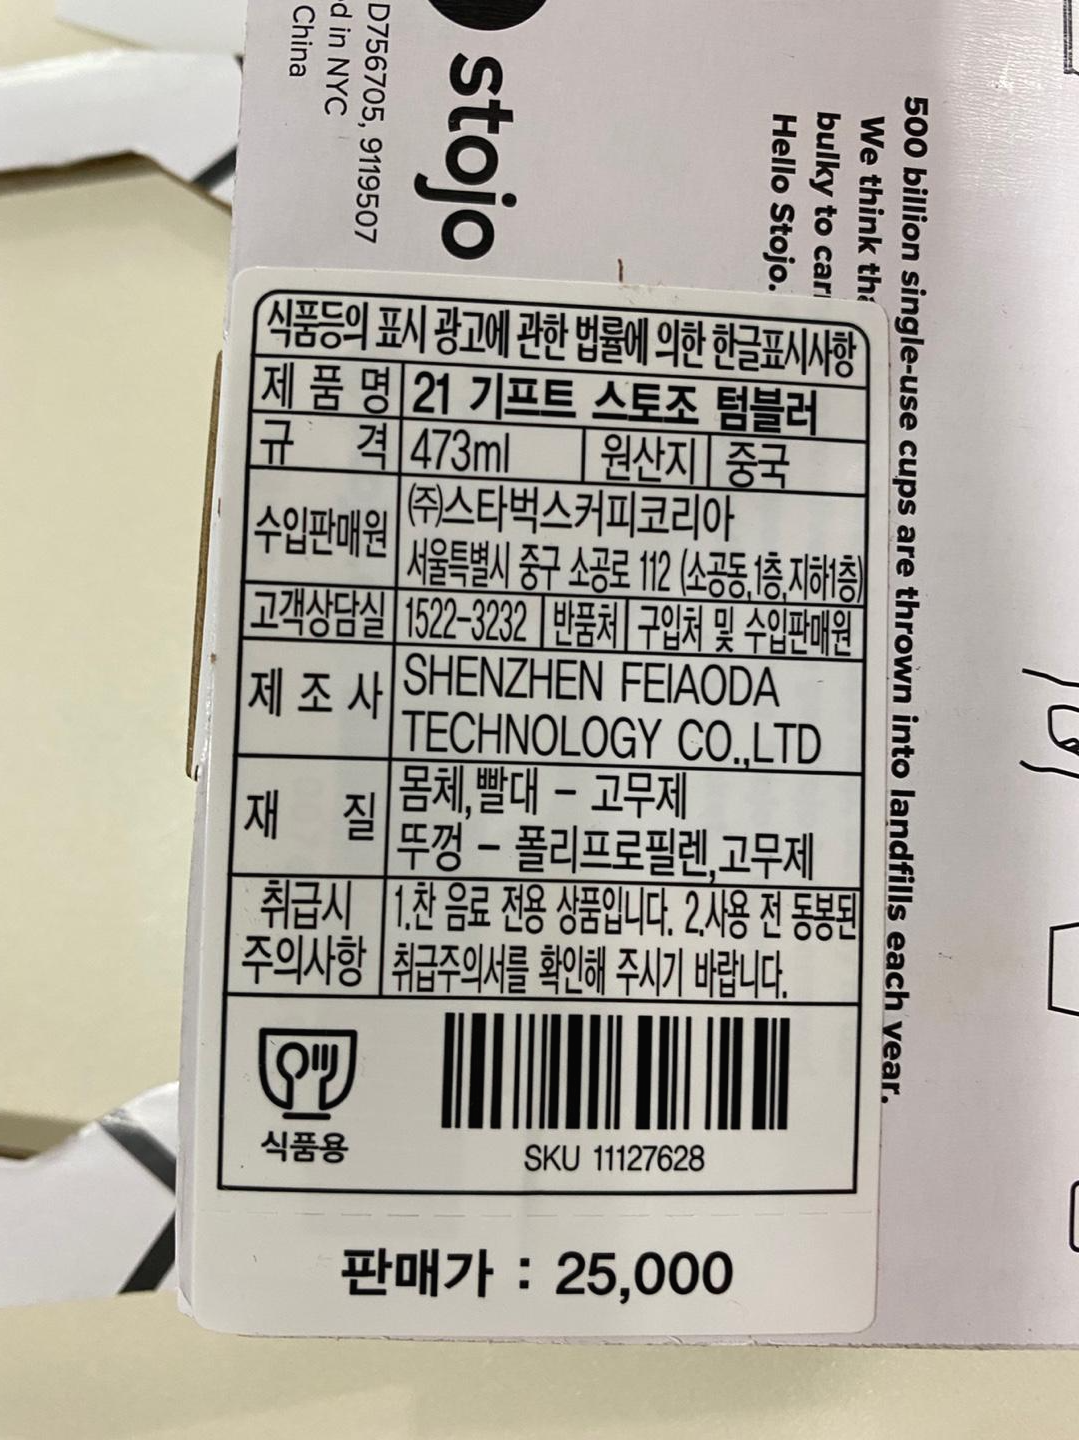 stojo
D756705, 9119507
d in NYC
China
500 billion single-use cups are thrown into landfills each year.
We think
bulky to
Hello Stojo.
식품등의 표시 광고에 관한 법률에 의한 한글표시사항
제품명 21 기프트 스토조 텀블러
규격 473ml 원산지 중국
수입판매원 (주)스타벅스커피코리아
서울특별시 중구 소공로 112 (소공동,1층,지하1층)
고객상담실 1522-3232 반품처 구입처 및 수입판매원
제조사 SHENZHEN FEIAODA
TECHNOLOGY CO.,LTD
재질 몸체,빨대 - 고무제
뚜껑 - 폴리프로필렌,고무제
취급시 1.찬 음료 전용 상품입니다. 2.사용 전 동봉된
주의사항 취급주의서를 확인해 주시기 바랍니다.
식품용
SKU 11127628
판매가 : 25,000